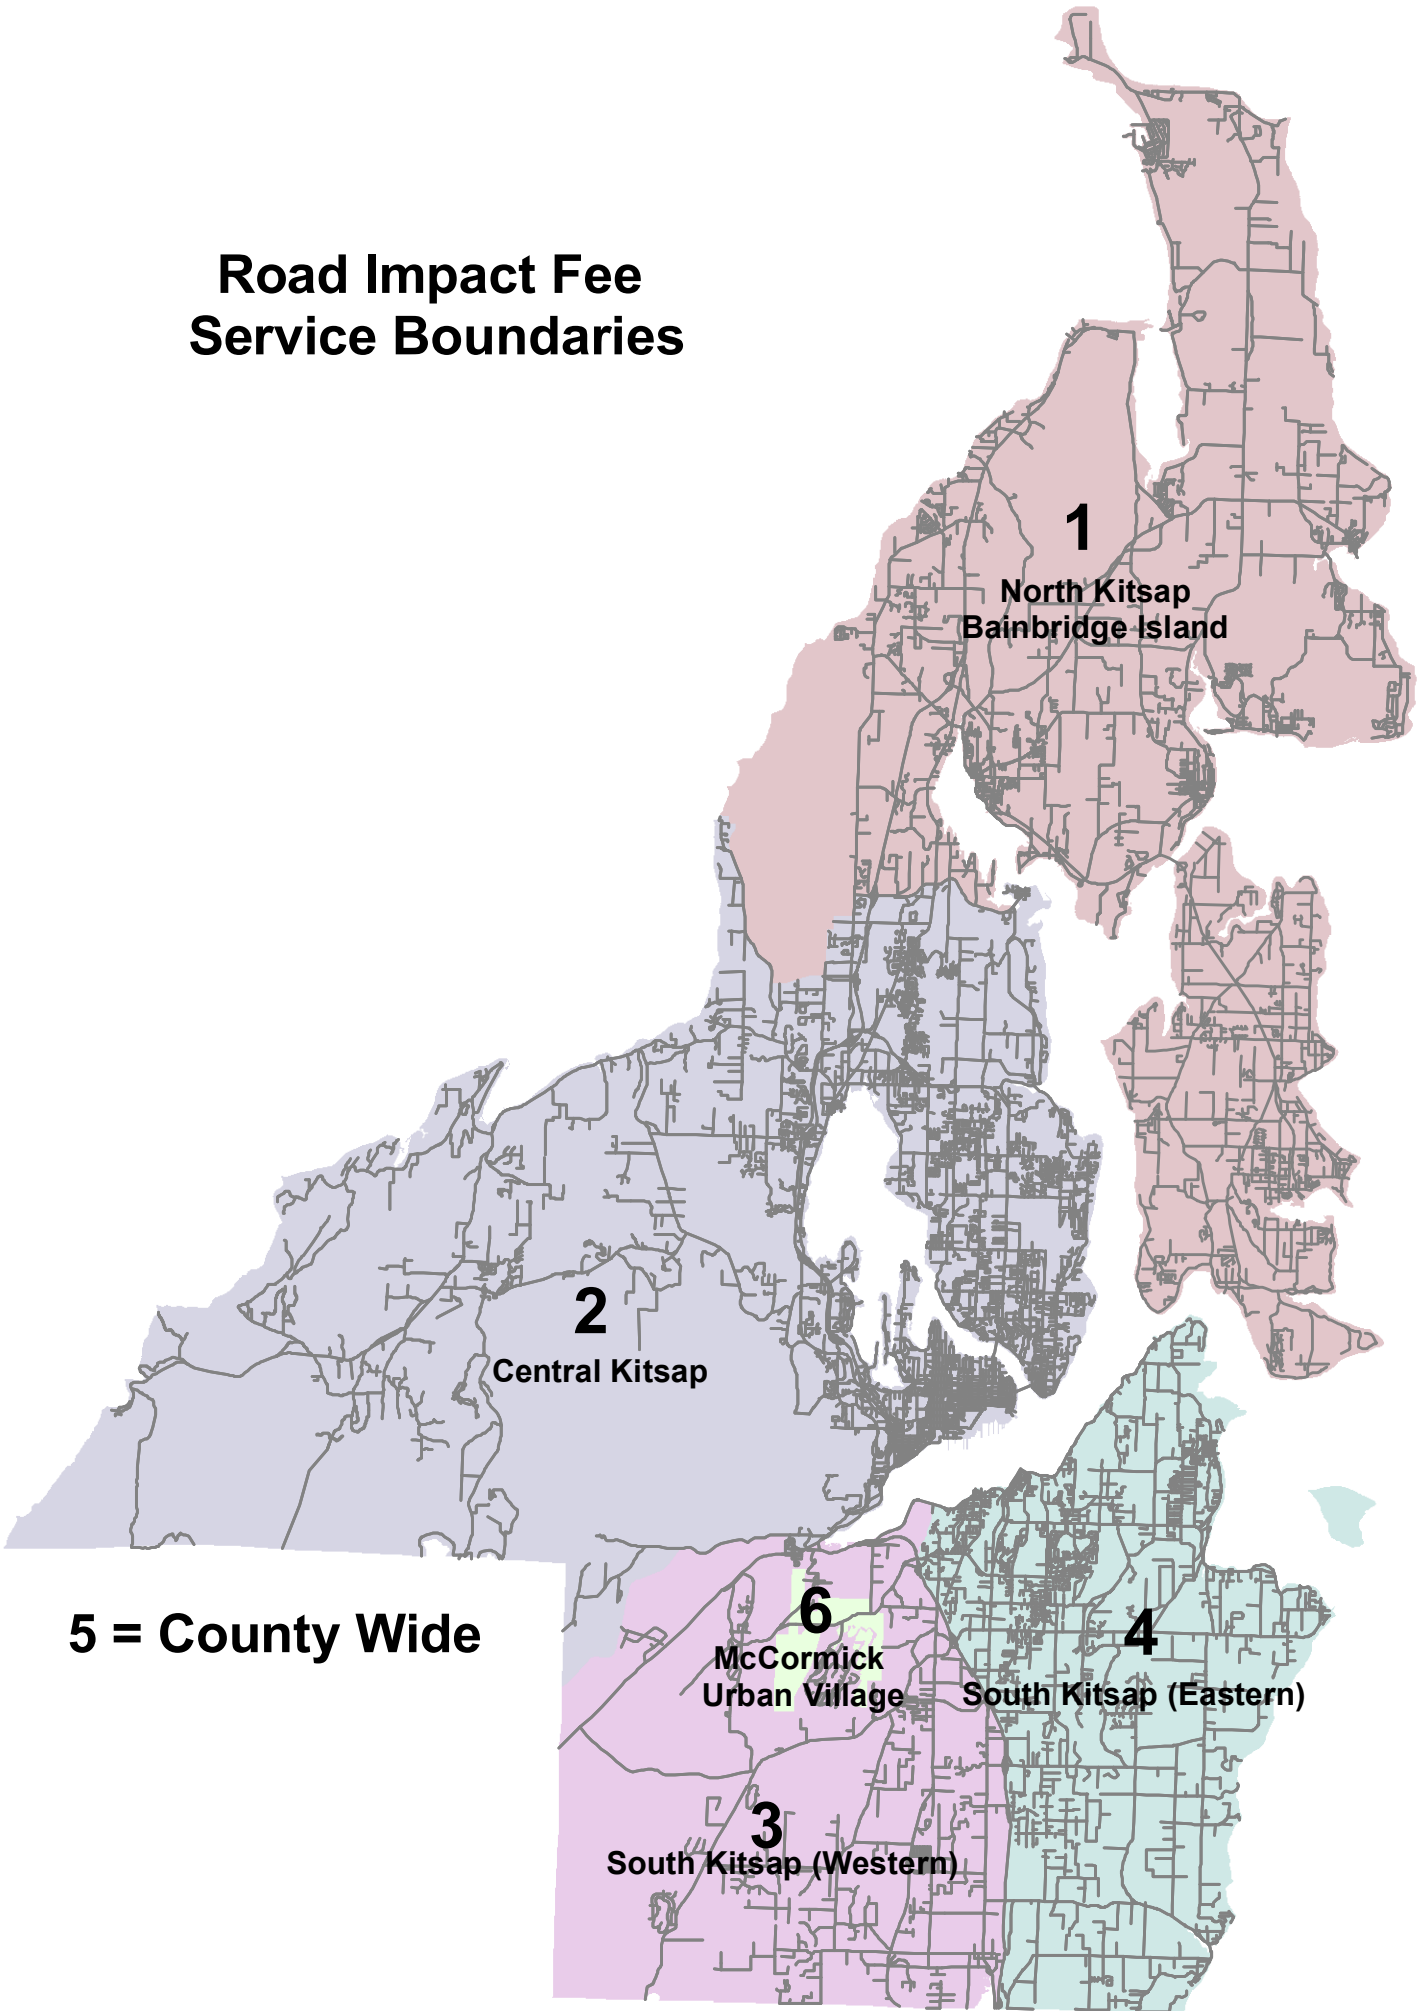 Road Impact Fee
Service Boundaries
1
North Kitsap
Bainbridge Island
2
Central Kitsap
5 = County Wide
6
McCormick
Urban Village
4
South Kitsap (Eastern)
3
South Kitsap (Western)